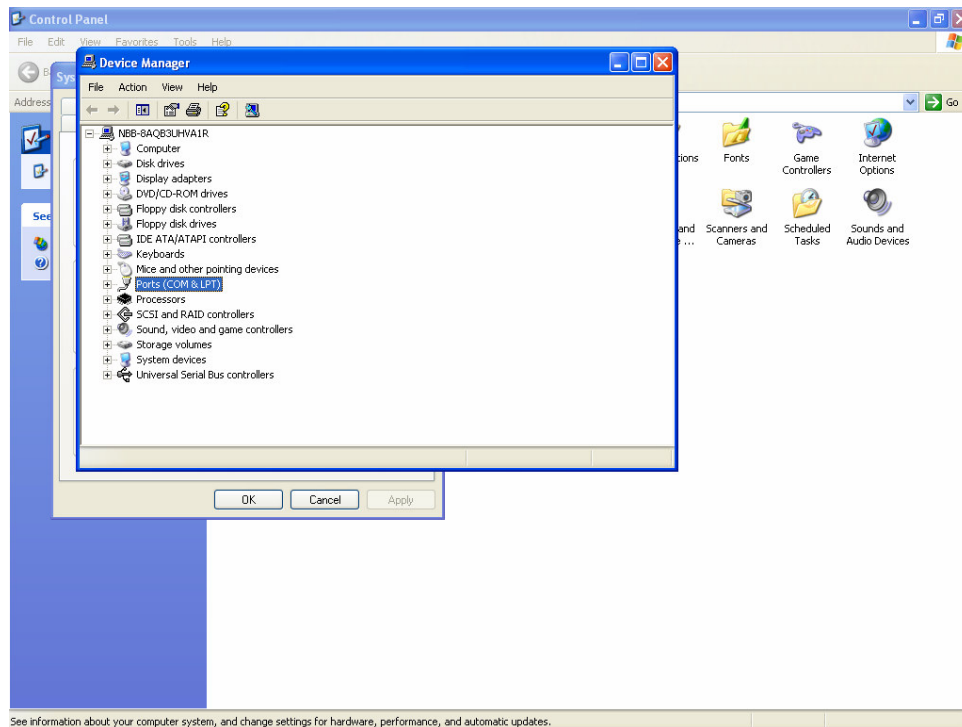 Control Panel
File Edit View Favorites Tools Help
B
Sys
Address
Go
Device Manager
File Action View Help
NBB-8AQB3UHVA1R
Computer
Disk drives
Display adapters
DVD/CD-ROM drives
Floppy disk controllers
Floppy disk drives
IDE ATA/ATAPI controllers
Keyboards
Mice and other pointing devices
Ports (COM & LPT)
Processors
SCSI and RAID controllers
Sound, video and game controllers
Storage volumes
System devices
Universal Serial Bus controllers
See
tions
Fonts
Game
Controllers
Internet
Options
and
...
Scanners and
Cameras
Scheduled
Tasks
Sounds and
Audio Devices
OK Cancel Apply
See information about your computer system, and change settings for hardware, performance, and automatic updates.